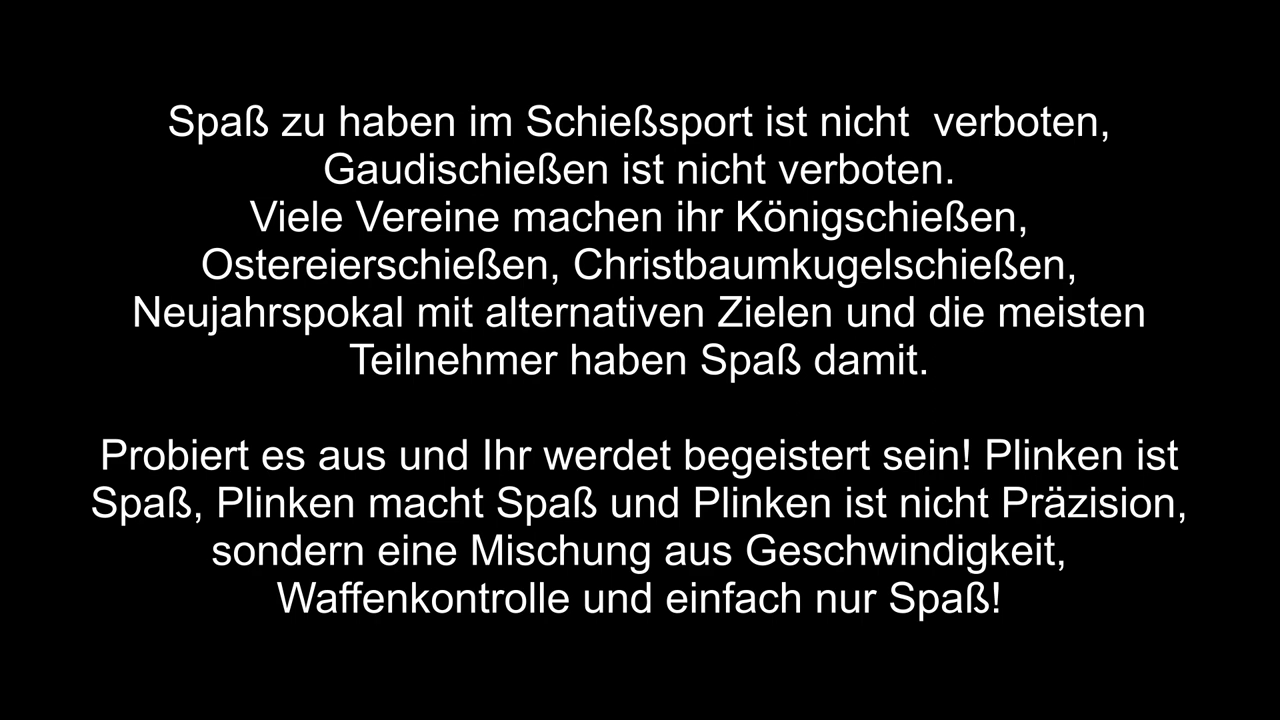 Spaß zu haben im Schießsport ist nicht  verboten,
Gaudischießen ist nicht verboten.
Viele Vereine machen ihr Königschießen,
Ostereierschießen, Christbaumkugelschießen,
Neujahrspokal mit alternativen Zielen und die meisten
Teilnehmer haben Spaß damit.
Probiert es aus und Ihr werdet begeistert sein! Plinken ist
Spaß, Plinken macht Spaß und Plinken ist nicht Präzision,
sondern eine Mischung aus Geschwindigkeit,
Waffenkontrolle und einfach nur Spaß!